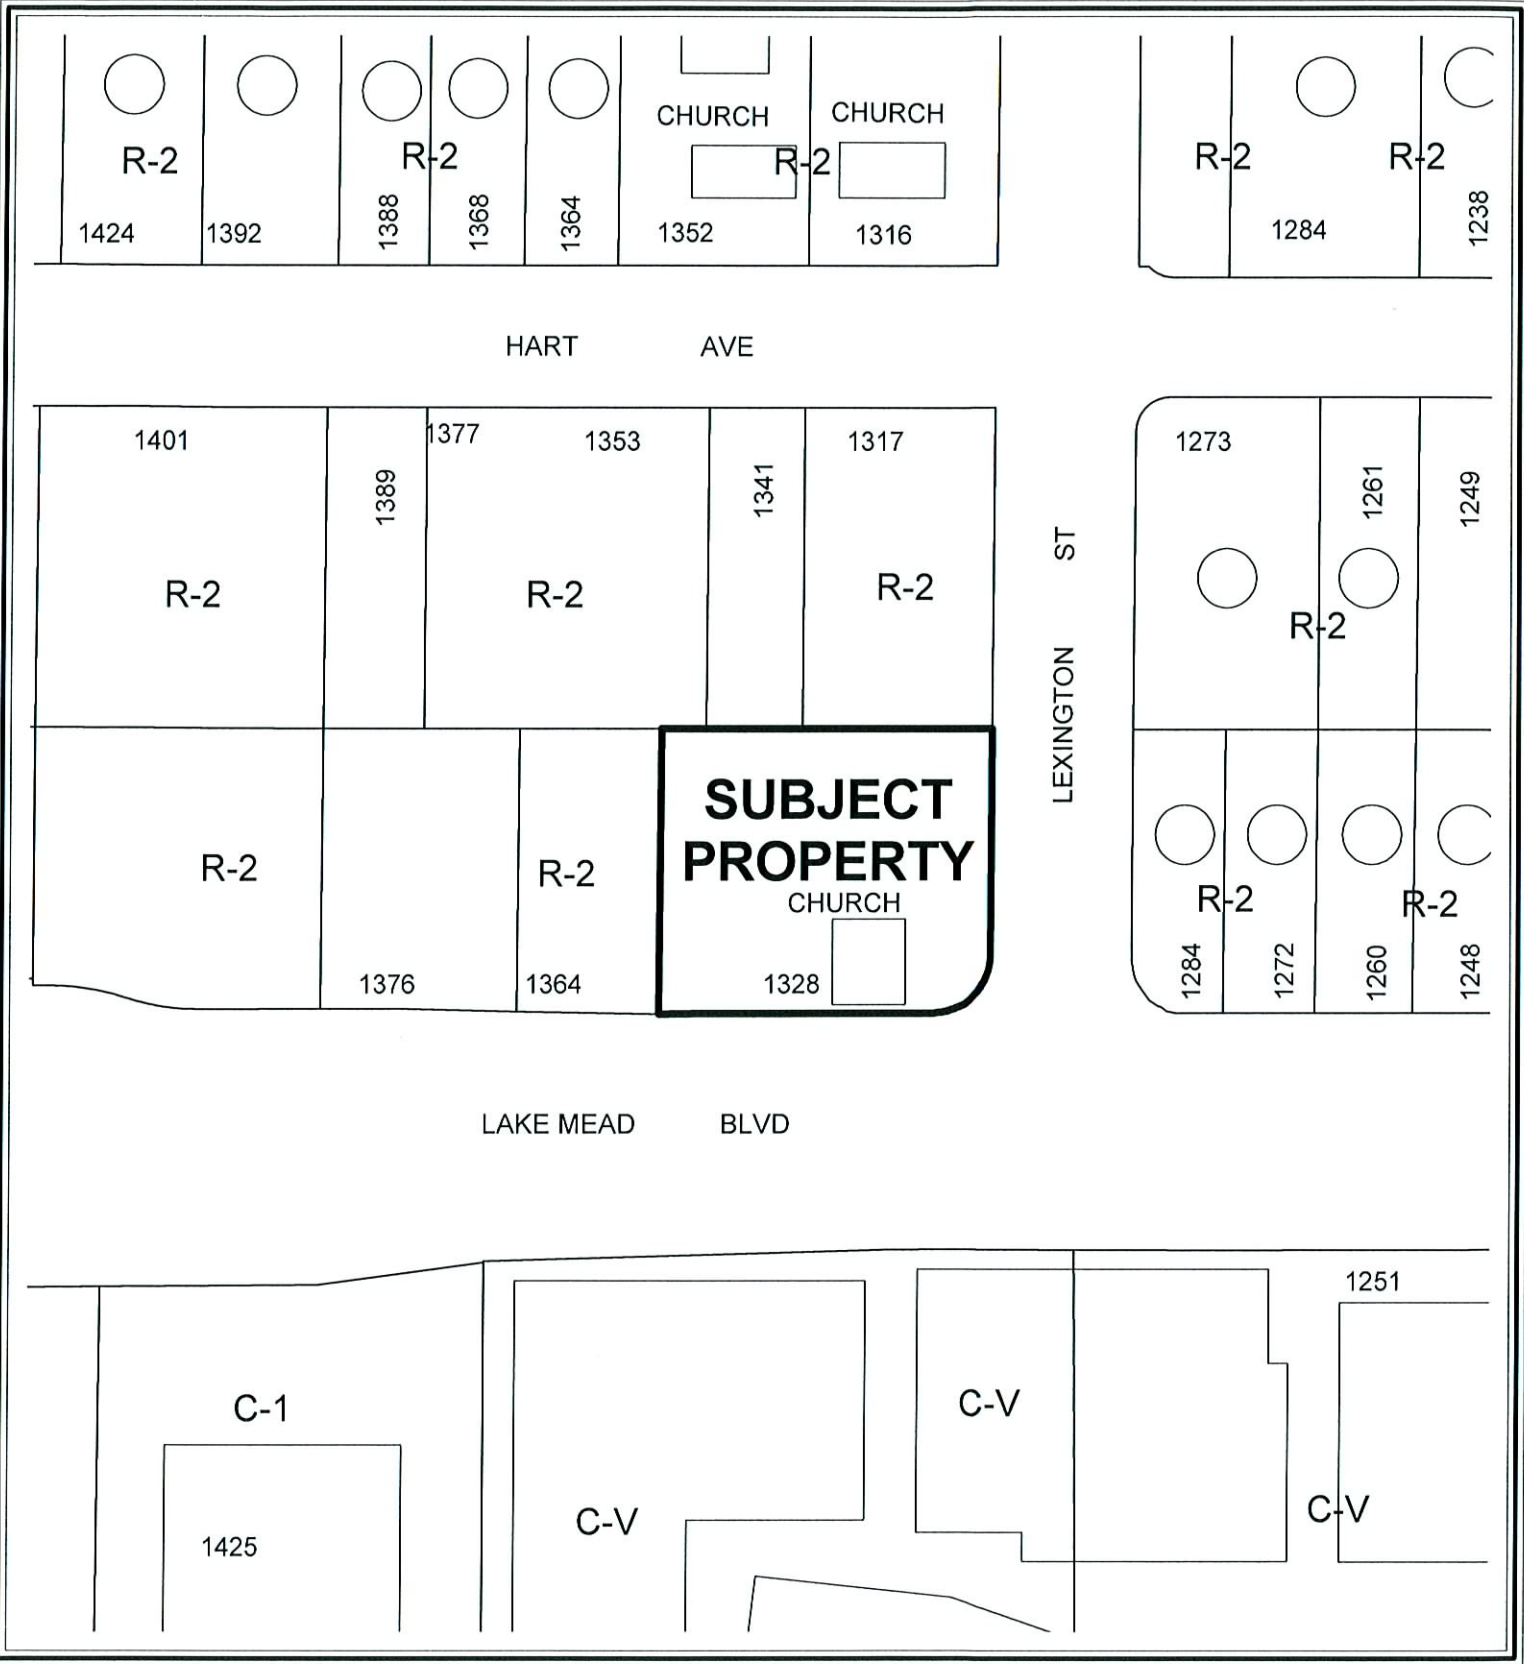 CHURCH
CHURCH
R-2
R-2
R-2
R-2
R-2
1424
1392
1388
1368
1364
1352
1316
1284
1238
HART AVE
1401
1389
1377
1353
1341
1317
1273
1261
1249
R-2
R-2
R-2
R-2
LEXINGTON ST
SUBJECT
PROPERTY
CHURCH
R-2
R-2
R-2
R-2
1376
1364
1328
1284
1272
1260
1248
LAKE MEAD BLVD
1251
C-1
C-V
C-V
C-V
1425